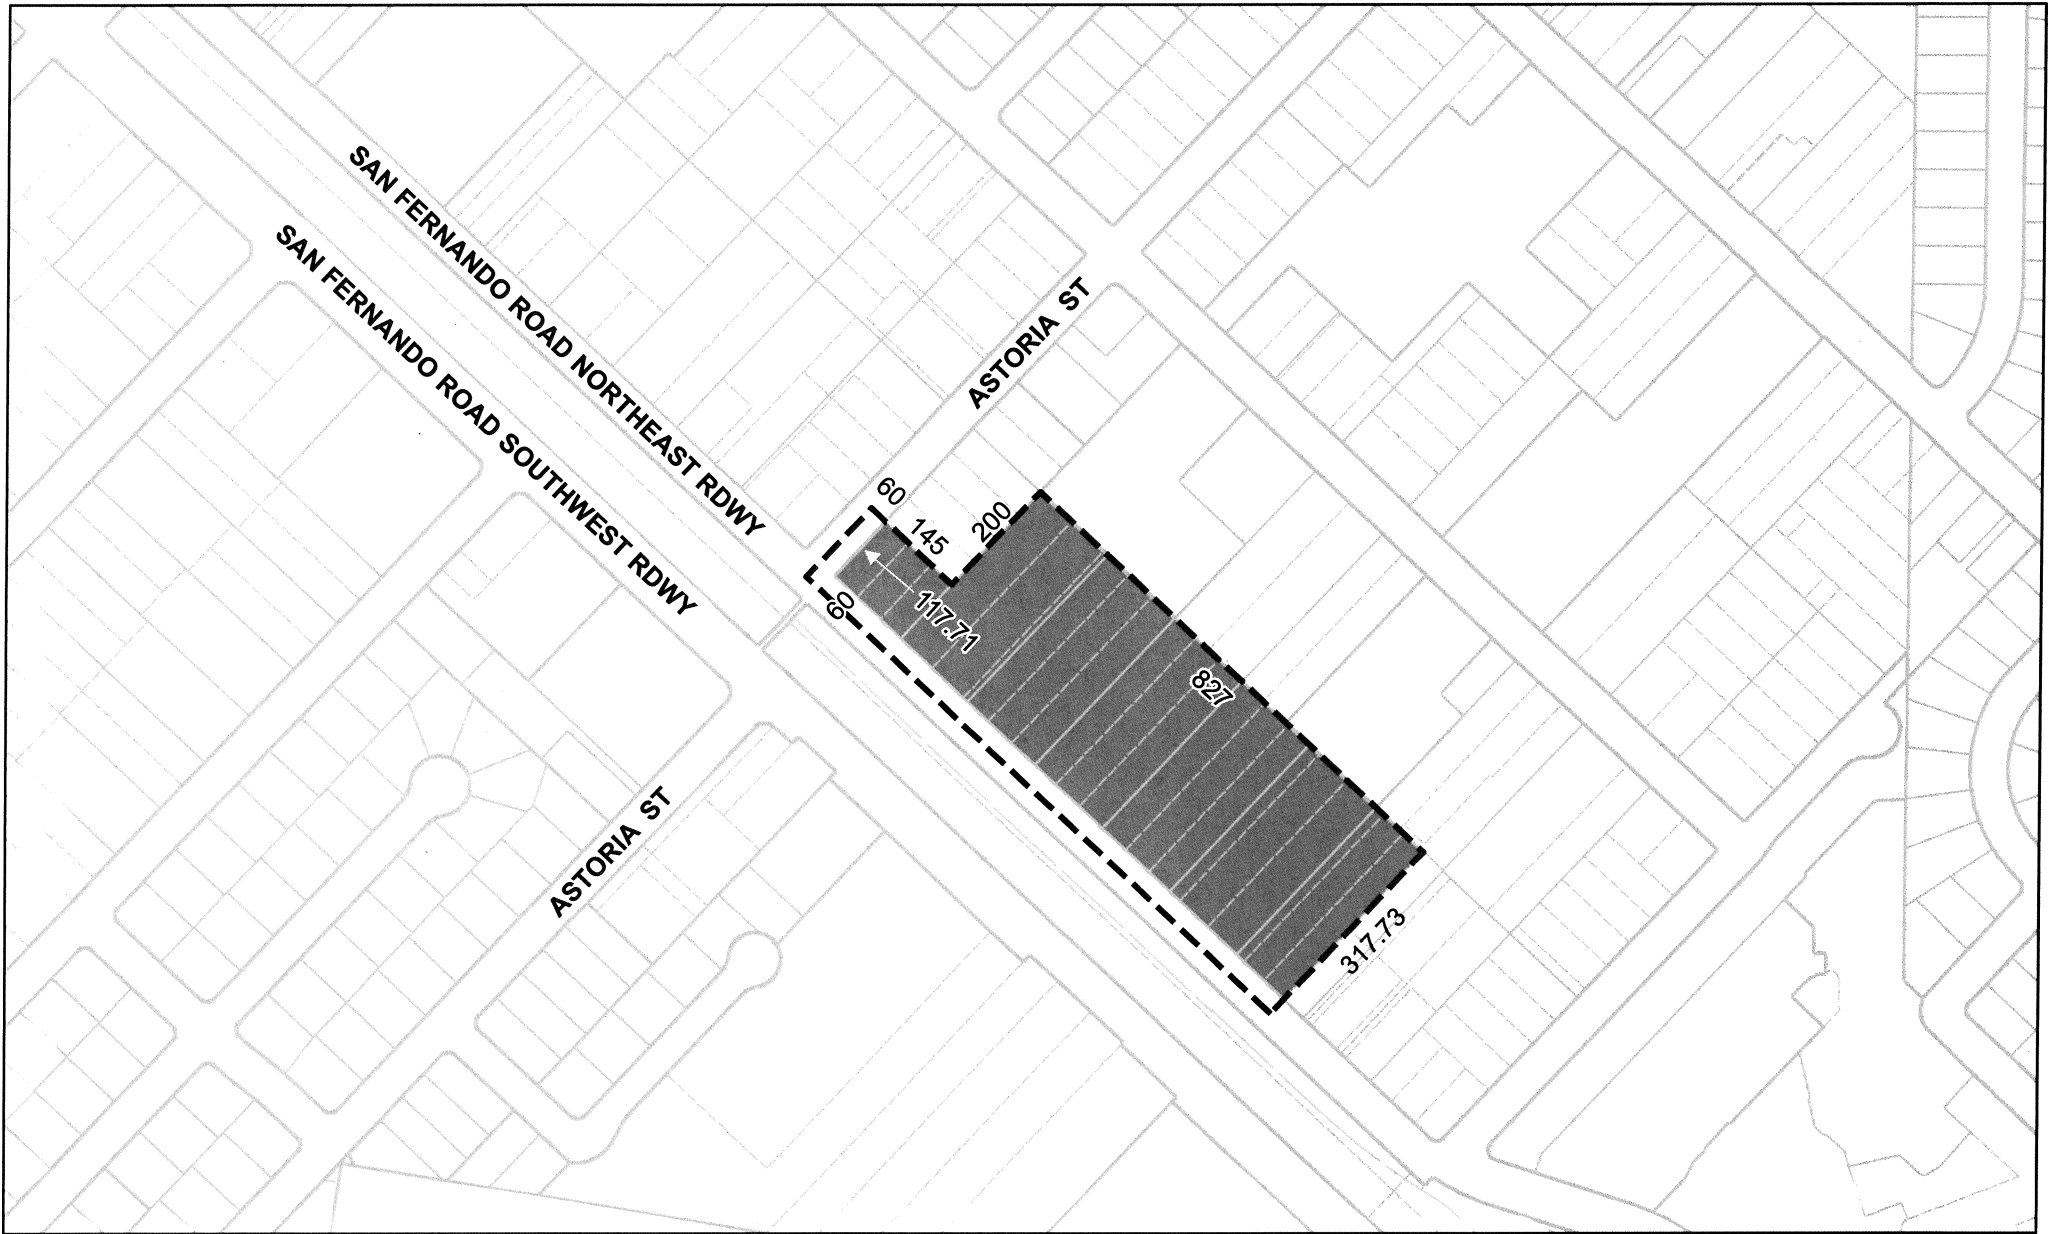 SAN FERNANDO ROAD NORTHEAST RDWY
SAN FERNANDO ROAD SOUTHWEST RDWY
ASTORIA ST
60
145
200
60
117.71
827
ASTORIA ST
317.73